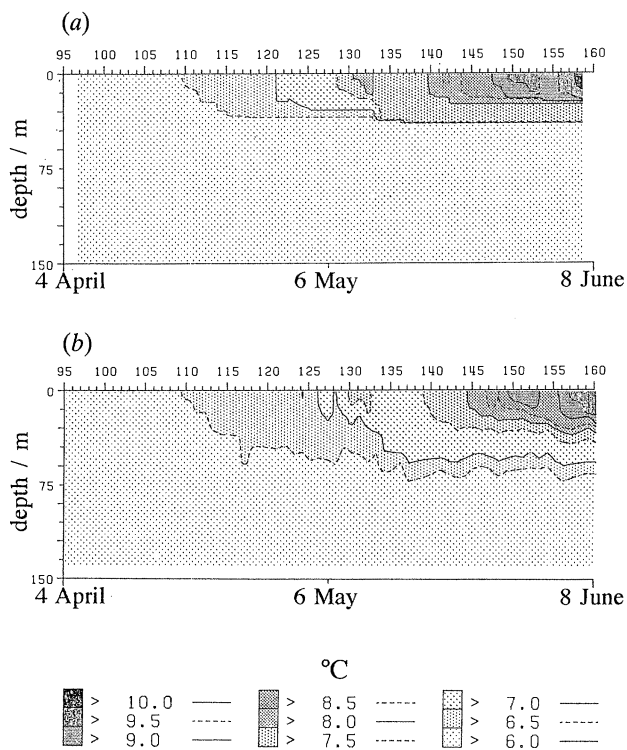 (a)
95 100 105 110 115 120 125 130 135 140 145 150 155 160
0
75
150
depth / m
4 April 6 May 8 June
(b)
95 100 105 110 115 120 125 130 135 140 145 150 155 160
0
75
150
depth / m
4 April 6 May 8 June
°C
> 10.0 > 8.5 > 7.0
> 9.5 > 8.0 > 6.5
> 9.0 > 7.5 > 6.0